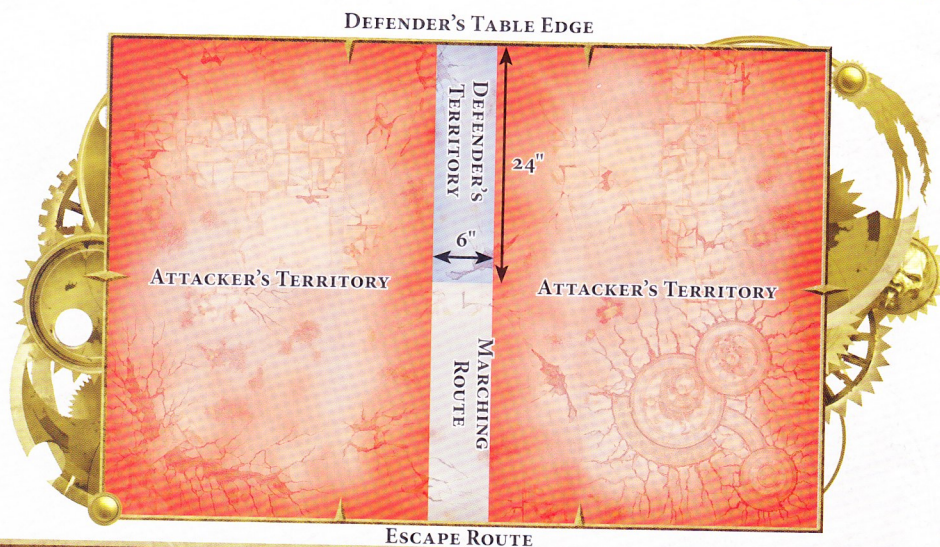 Defender's Table Edge
Defender's
Territory
24"
6"
Attacker's Territory
Attacker's Territory
Marching
Route
Escape Route